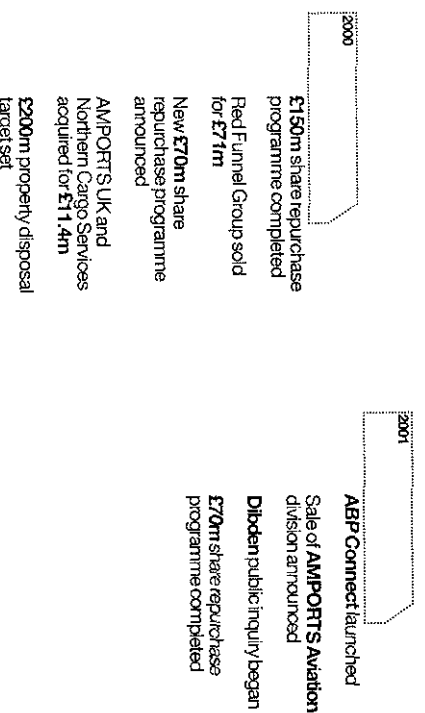 2000
£150m share repurchase
programme completed
Red Funnel Group sold
for £71m
New £70m share
repurchase programme
announced
AMPORTS UK and
Northern Cargo Services
acquired for £11.4m
£200m property disposal
target set
2001
ABP Connect launched
Sale of AMPORTS Aviation
division announced
Dibden public inquiry began
£70m share repurchase
programme completed